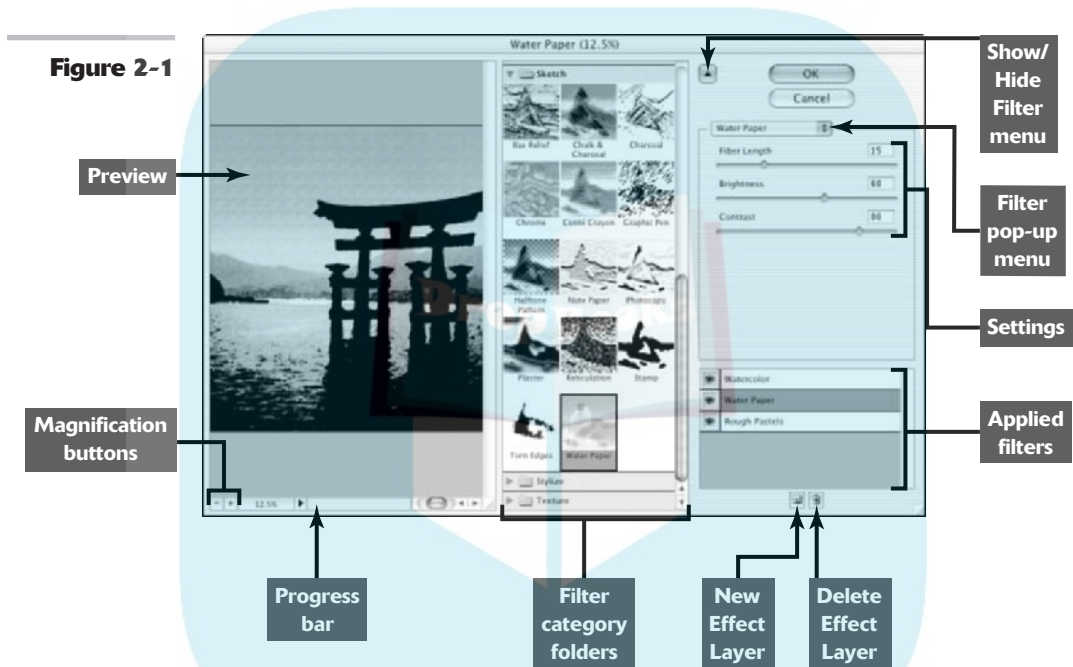 Figure 2-1
Water Paper (12.5%)
Sketch
Bas Relief
Chalk &
Charcoal
Charcoal
Chrome
Conté Crayon
Graphic Pen
Halftone
Pattern
Note Paper
Photocopy
Plaster
Reticulation
Stamp
Torn Edges
Water Paper
Stylize
Texture
12.5%
OK
Cancel
Water Paper
Fiber Length
15
Brightness
60
Contrast
80
Watercolor
Water Paper
Rough Pastels
Preview
Magnification
buttons
Progress
bar
Filter
category
folders
New
Effect
Layer
Delete
Effect
Layer
Show/
Hide
Filter
menu
Filter
pop-up
menu
Settings
Applied
filters